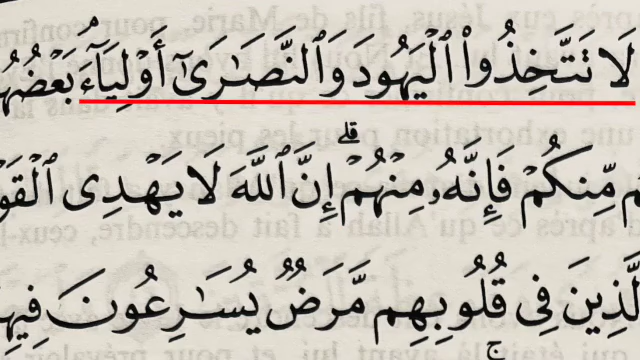 لَا تَتَّخِذُوا۟ ٱلْيَهُودَ وَٱلنَّصَـٰرَىٰٓ أَوْلِيَآءَ ۘ بَعْضُهُ
مِّنكُمْ فَإِنَّهُۥ مِنْهُمْ ۗ إِنَّ ٱللَّهَ لَا يَهْدِى ٱلْقَوْ
ٱلَّذِينَ فِى قُلُوبِهِم مَّرَضٌ يُسَـٰرِعُونَ فِيهِ